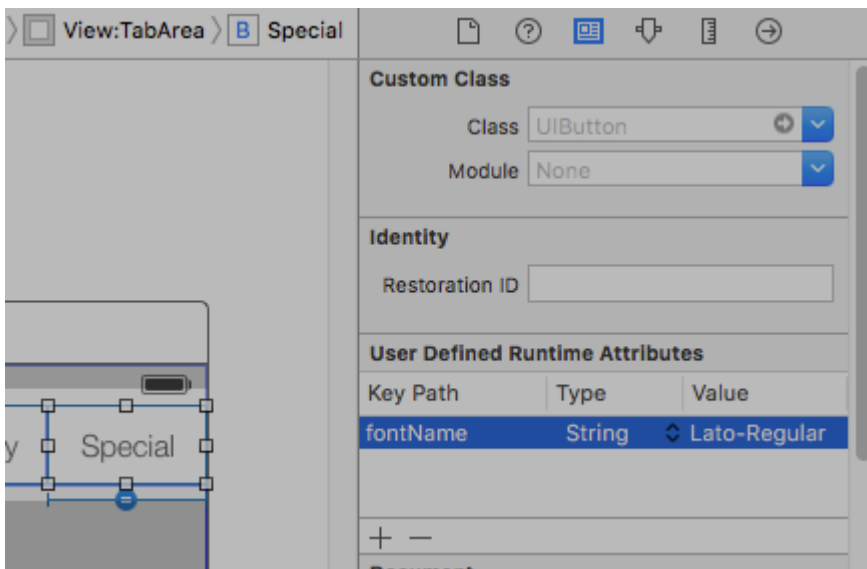 View:TabArea B Special
Custom Class
Class UIButton
Module None
Identity
Restoration ID
User Defined Runtime Attributes
Key Path Type Value
fontName String Lato-Regular
y Special